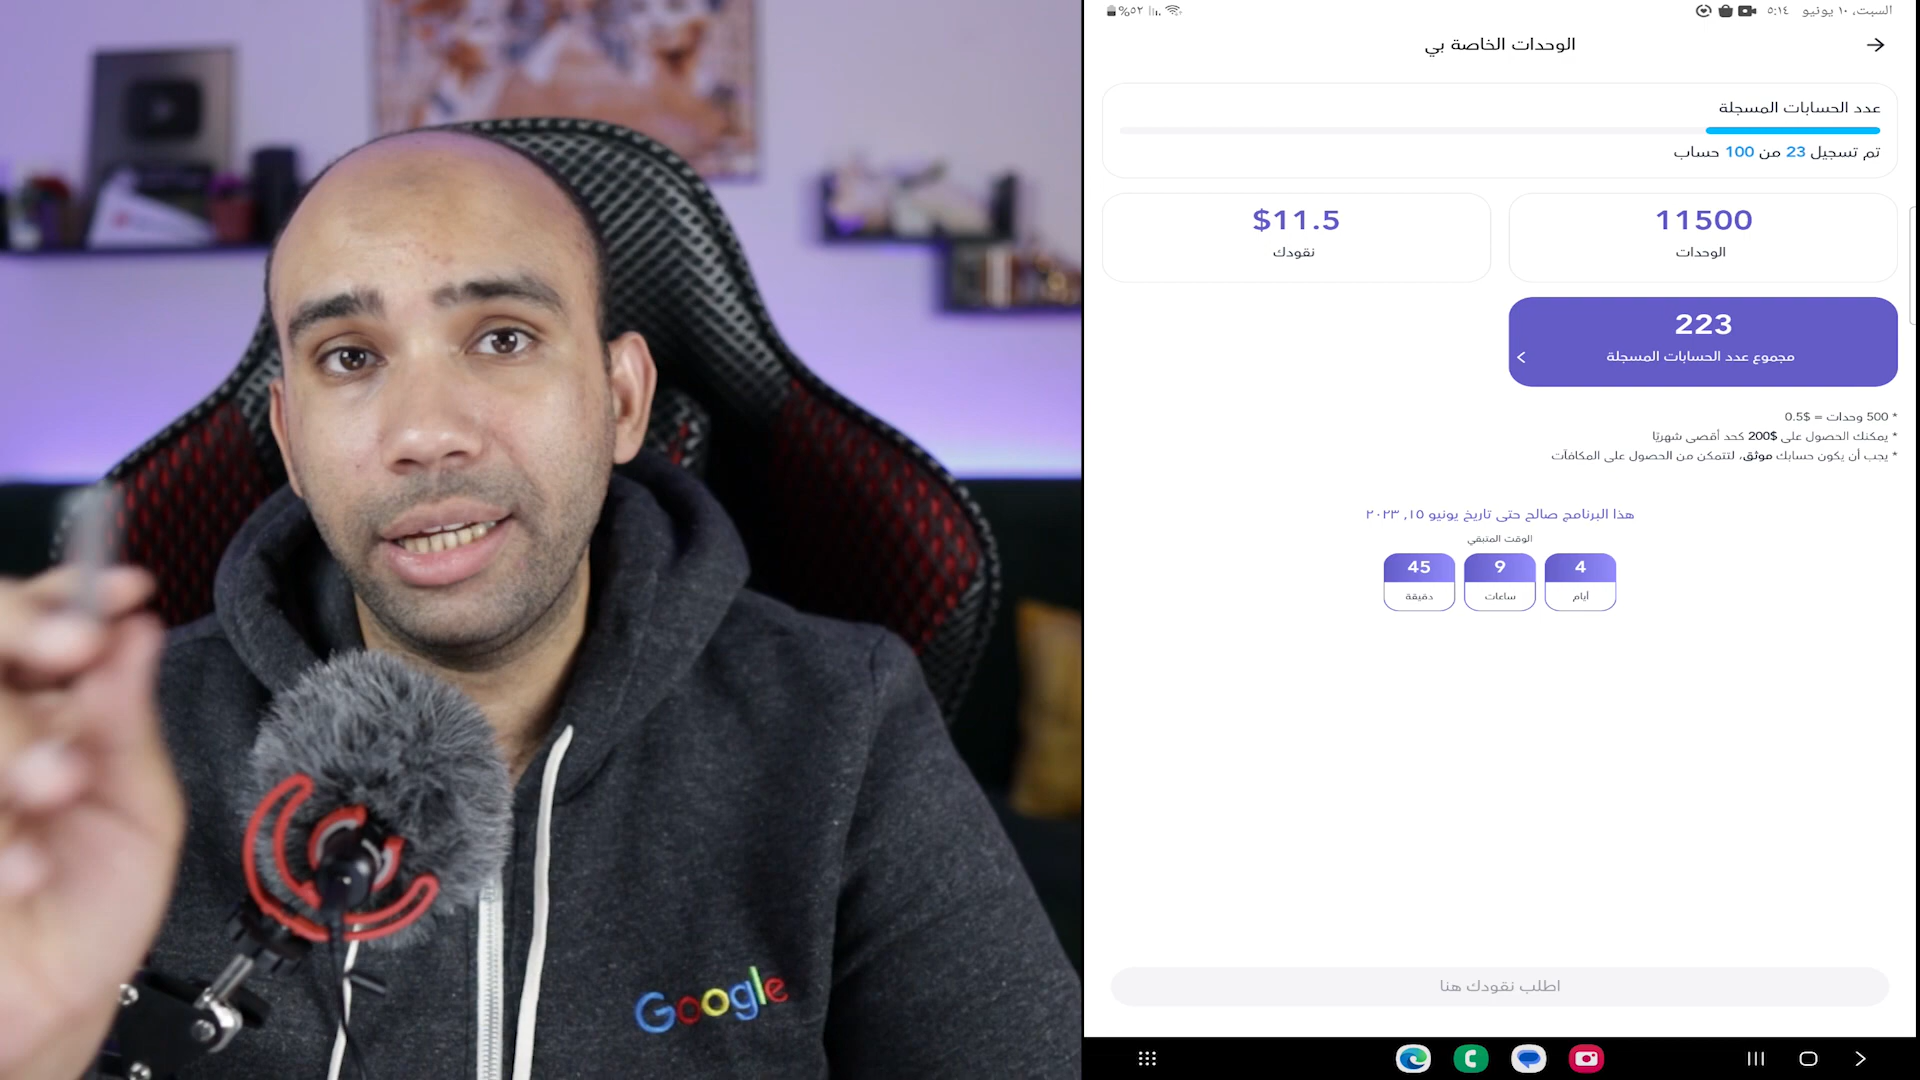 السبت، ١٠ يونيو ٥:١٤
٥٢%
الوحدات الخاصة بي
عدد الحسابات المسجلة
تم تسجيل 23 من 100 حساب
11500
الوحدات
$11.5
نقودك
223
مجموع عدد الحسابات المسجلة
* 500 وحدات = 0.5$
* يمكنك الحصول على 200$ كحد أقصى شهريًا
* يجب أن يكون حسابك موثق، لتتمكن من الحصول على المكافآت
هذا البرنامج صالح حتى تاريخ يونيو ١٥, ٢٠٢٣
الوقت المتبقي
4 9 45
أيام ساعات دقيقة
اطلب نقودك هنا
Google